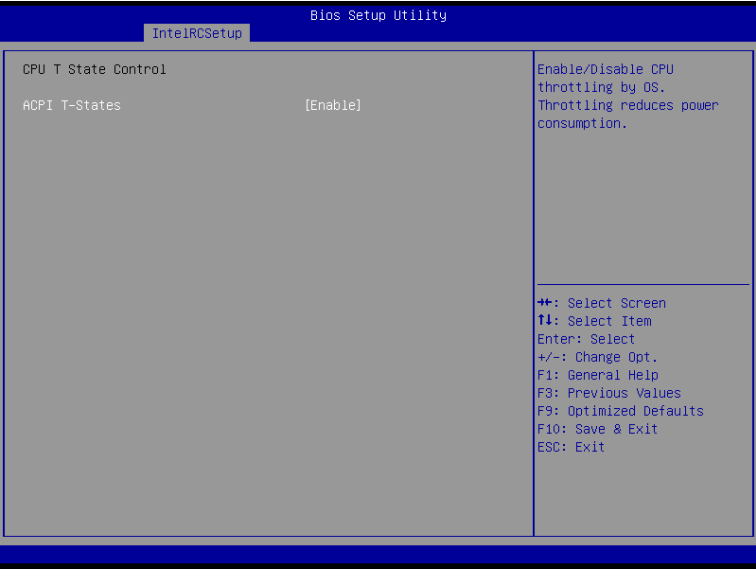 Bios Setup Utility
IntelRCSetup
CPU T State Control
ACPI T-States [Enable]
Enable/Disable CPU
throttling by OS.
Throttling reduces power
consumption.
→←: Select Screen
↑↓: Select Item
Enter: Select
+/-: Change Opt.
F1: General Help
F3: Previous Values
F9: Optimized Defaults
F10: Save & Exit
ESC: Exit